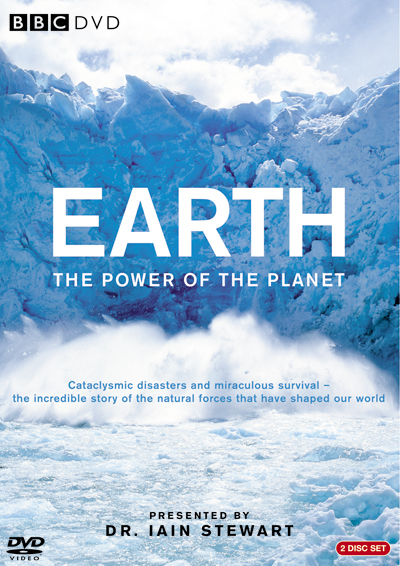 BBC DVD
EARTH
THE POWER OF THE PLANET
Cataclysmic disasters and miraculous survival –
the incredible story of the natural forces that have shaped our world
PRESENTED BY
DR. IAIN STEWART
DVD
VIDEO
2 DISC SET